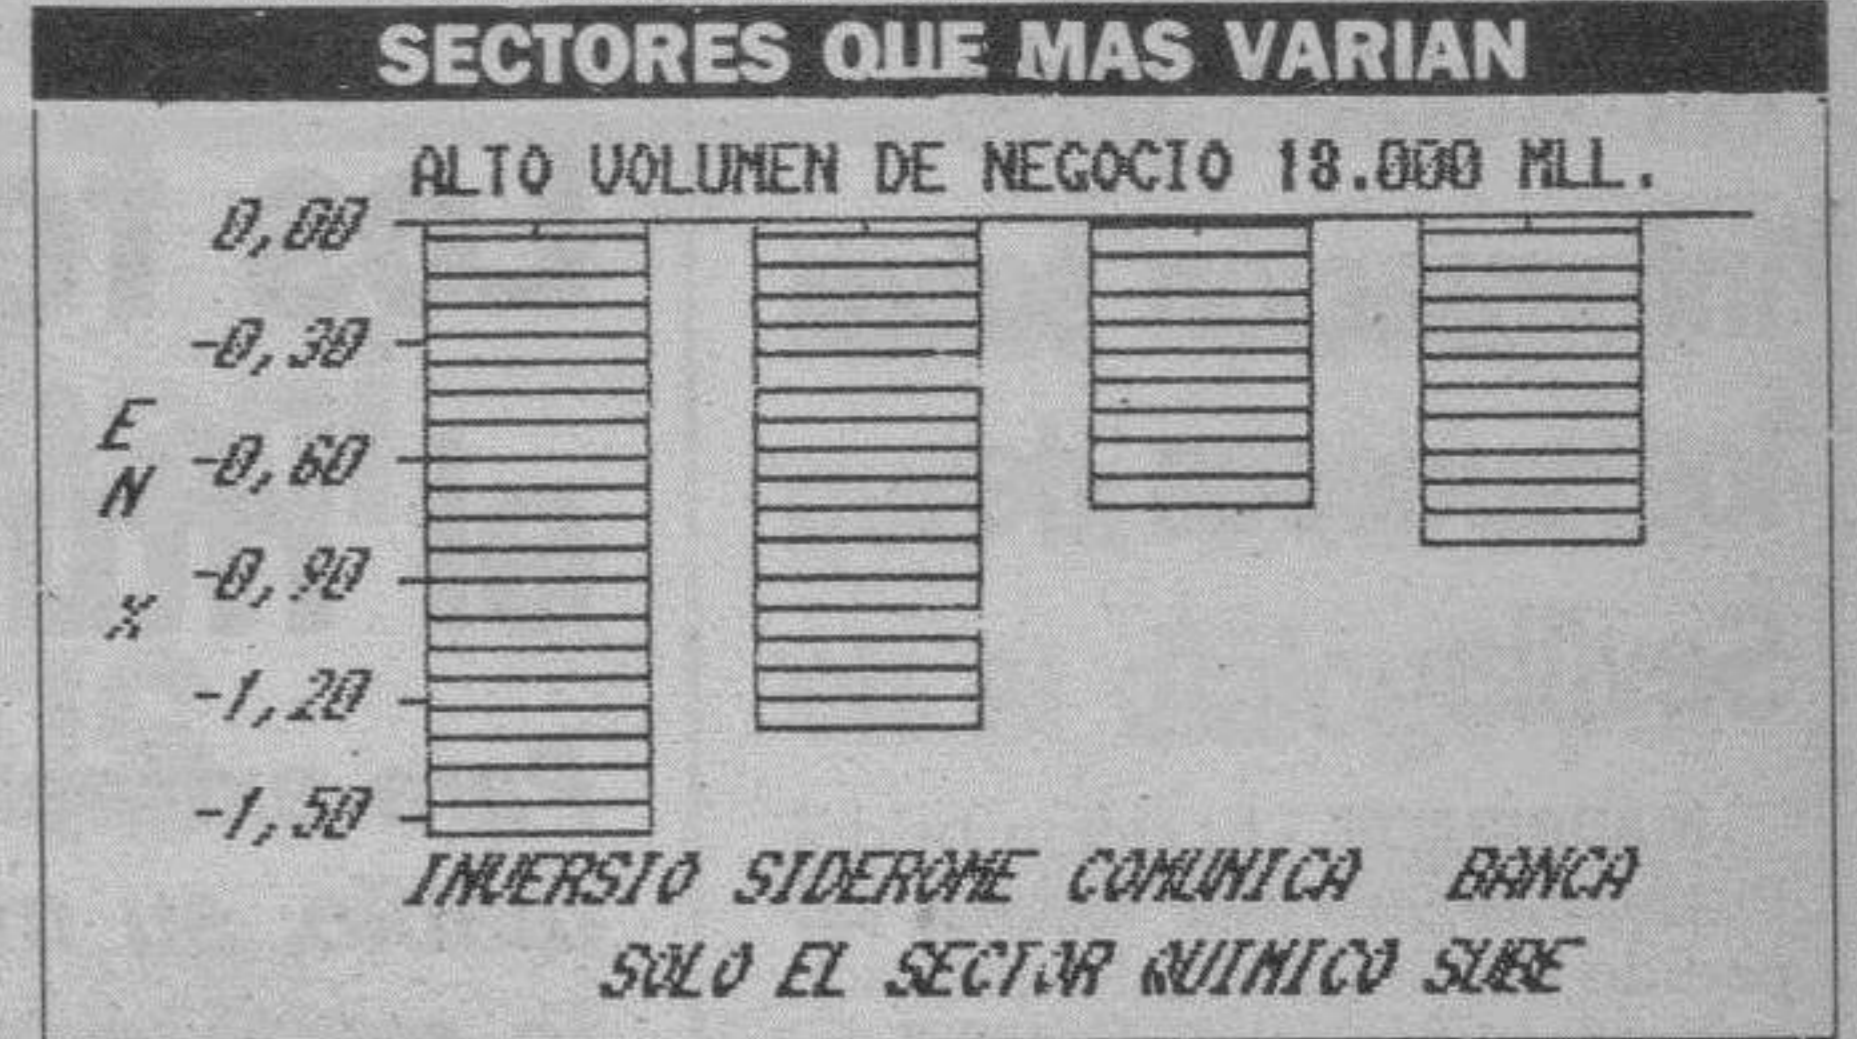 SECTORES QUE MAS VARIAN
ALTO VOLUMEN DE NEGOCIO 18.000 MLL.
0,00
-0,30
-0,60
-0,90
-1,20
-1,50
EN %
INVERSIO SIDEROME COMUNICA BANCA
SOLO EL SECTOR QUIMICO SUBE